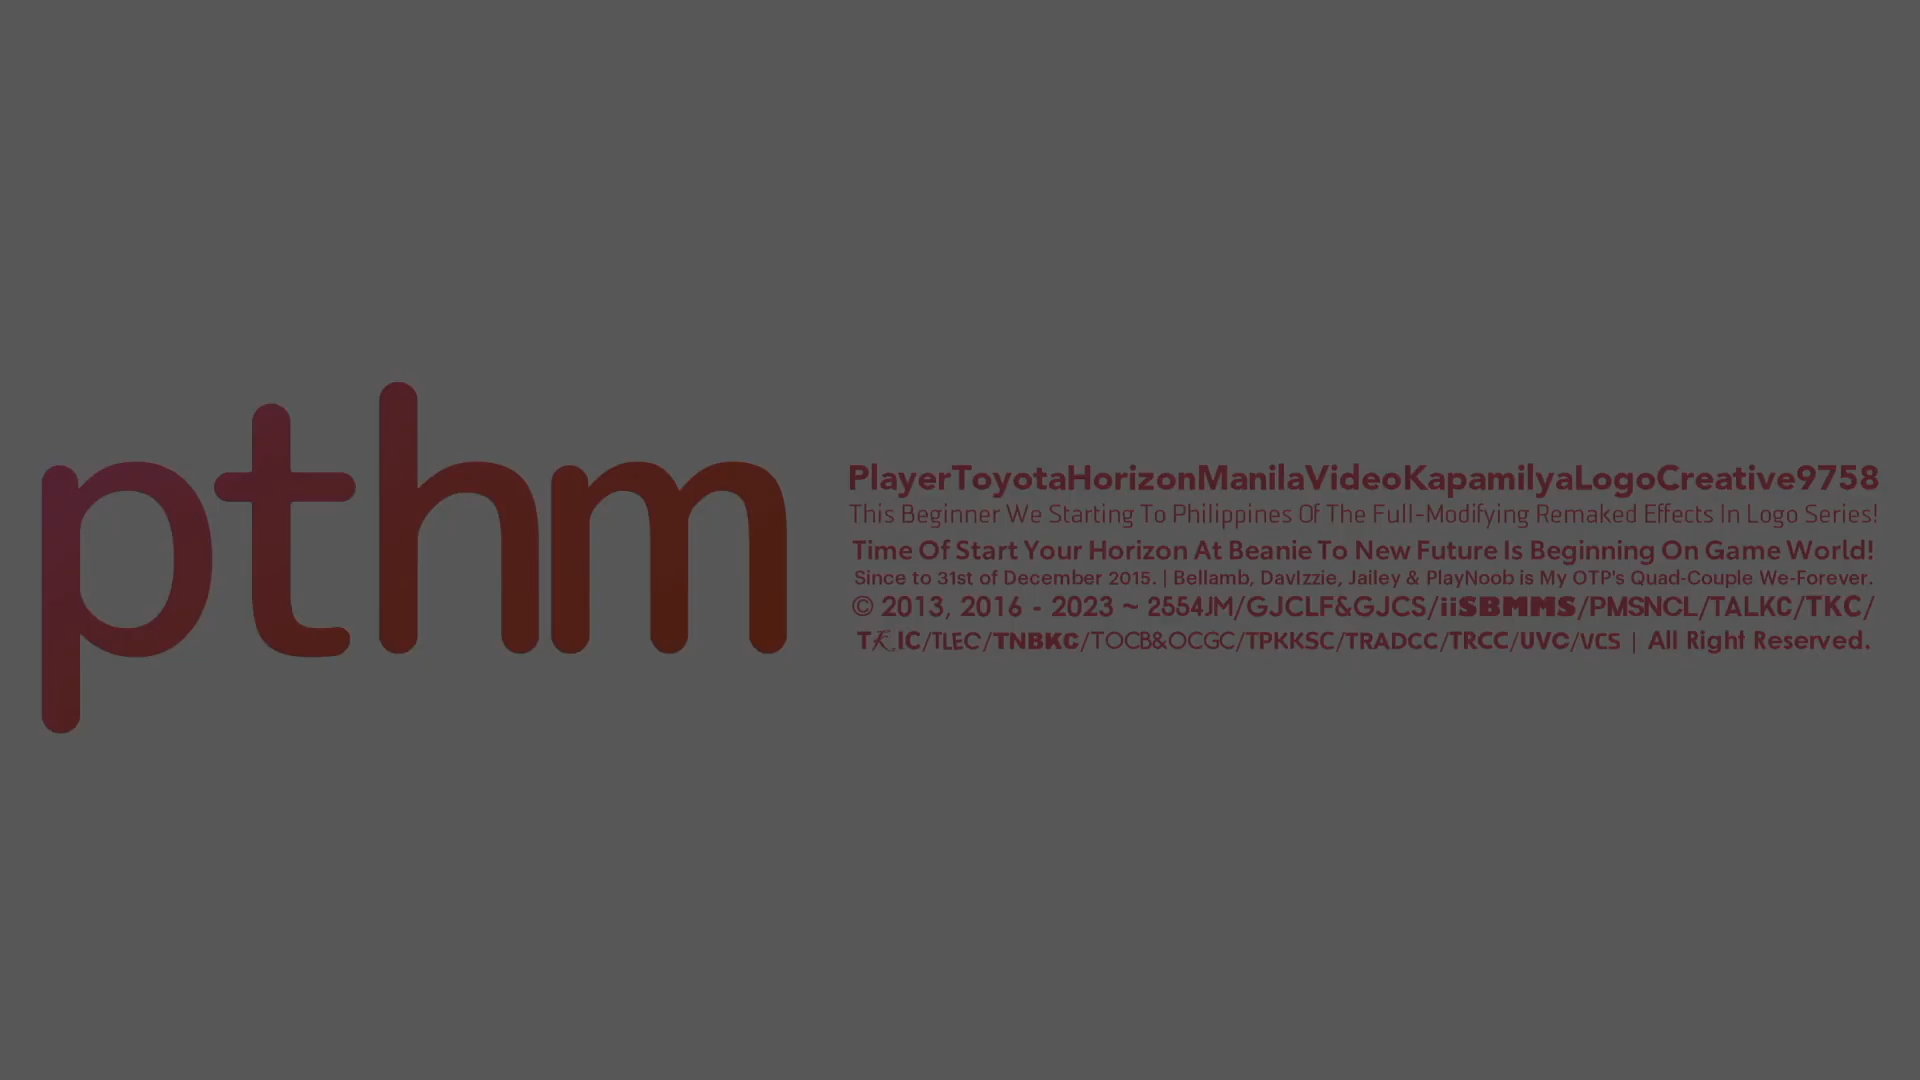 pthm
PlayerToyotaHorizonManilaVideoKapamilyaLogoCreative9758
This Beginner We Starting To Philippines Of The Full-Modifying Remaked Effects In Logo Series!
Time Of Start Your Horizon At Beanie To New Future Is Beginning On Game World!
Since to 31st of December 2015. | Bellamb, DavIzzie, Jailey & PlayNoob is My OTP's Quad-Couple We-Forever.
© 2013, 2016 - 2023 ~ 2554JM/GJCLF&GJCS/iiSBMMS/PMSNCL/TALKC/TKC/
IC/TLEC/TNBKC/TOCB&OCGC/TPKKSC/TRADCC/TRCC/UVC/VCS | All Right Reserved.